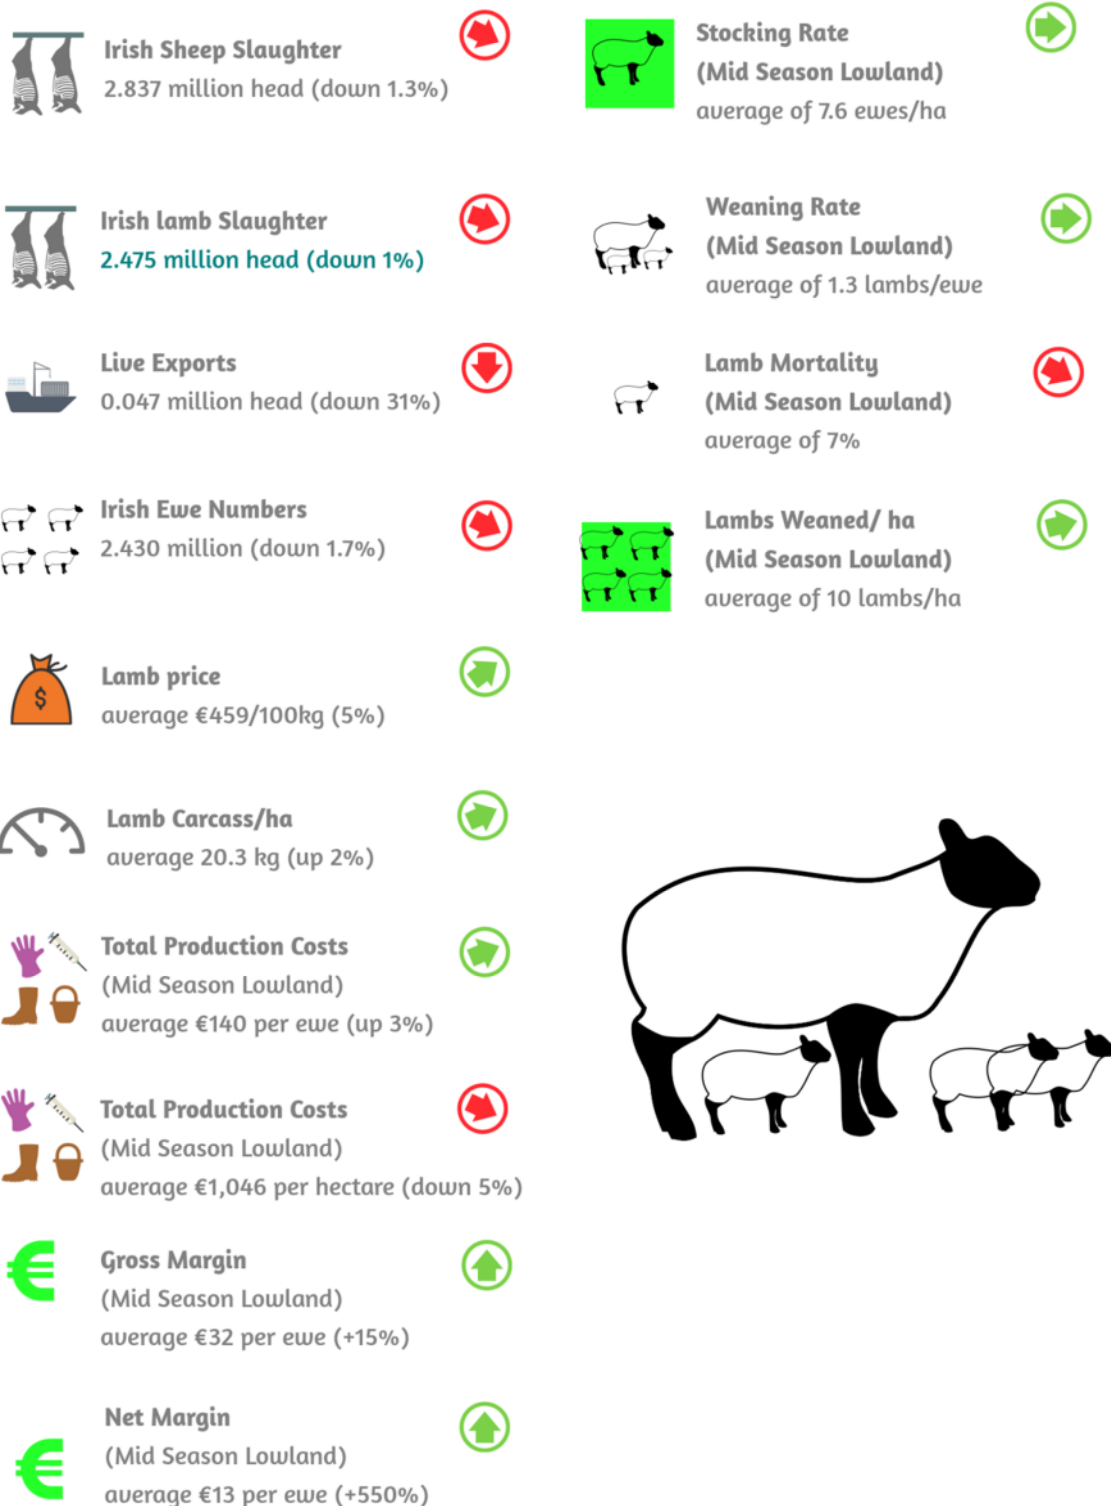 Irish Sheep Slaughter
2.837 million head (down 1.3%)
Irish lamb Slaughter
2.475 million head (down 1%)
Live Exports
0.047 million head (down 31%)
Irish Ewe Numbers
2.430 million (down 1.7%)
$
Lamb price
average €459/100kg (5%)
Lamb Carcass/ha
average 20.3 kg (up 2%)
Total Production Costs
(Mid Season Lowland)
average €140 per ewe (up 3%)
Total Production Costs
(Mid Season Lowland)
average €1,046 per hectare (down 5%)
€
Gross Margin
(Mid Season Lowland)
average €32 per ewe (+15%)
€
Net Margin
(Mid Season Lowland)
average €13 per ewe (+550%)
Stocking Rate
(Mid Season Lowland)
average of 7.6 ewes/ha
Weaning Rate
(Mid Season Lowland)
average of 1.3 lambs/ewe
Lamb Mortality
(Mid Season Lowland)
average of 7%
Lambs Weaned/ ha
(Mid Season Lowland)
average of 10 lambs/ha